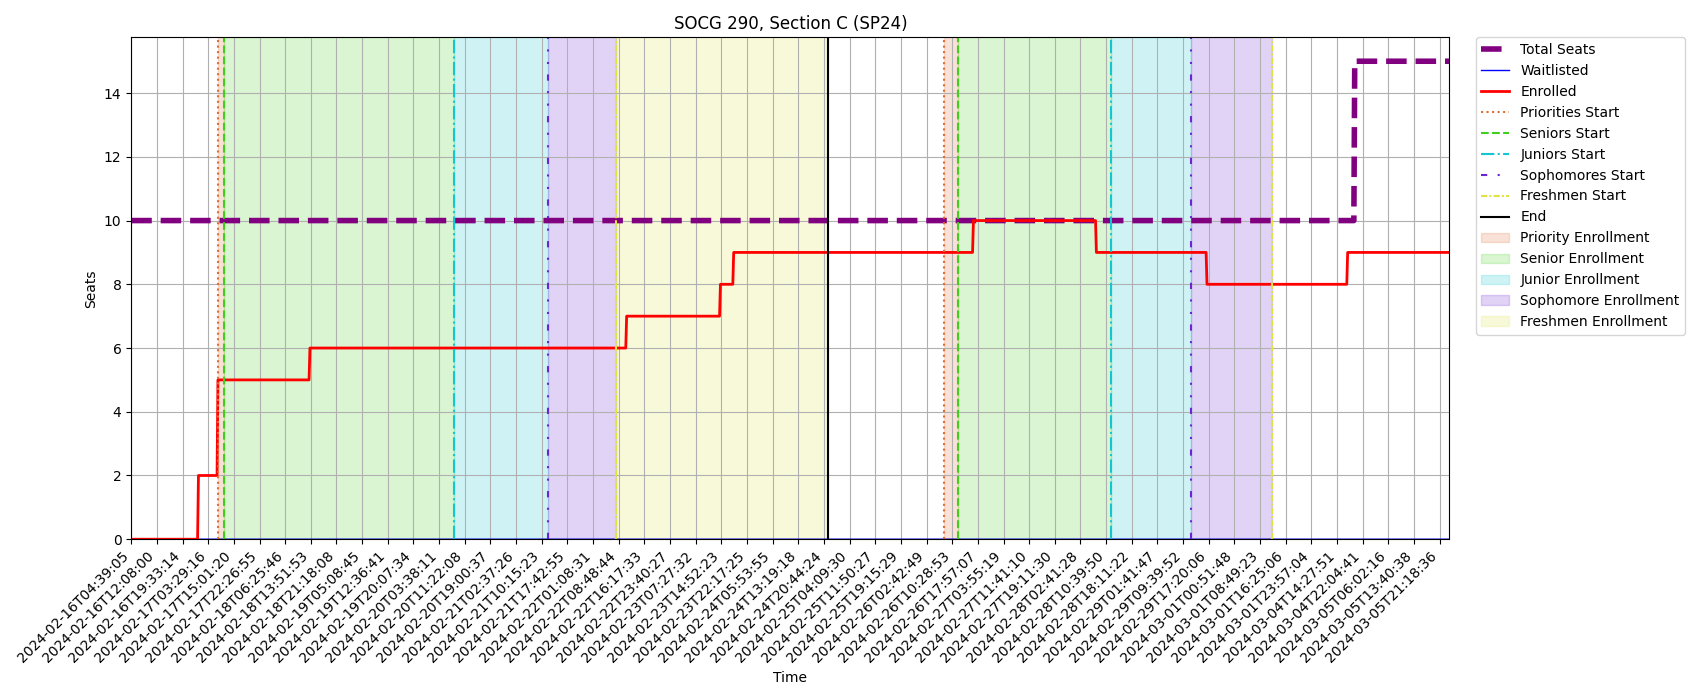 SOCG 290, Section C (SP24)
Seats
14
12
10
8
6
4
2
0
2024-02-16T04:39:05
2024-02-16T12:08:00
2024-02-16T19:33:14
2024-02-17T03:29:16
2024-02-17T15:01:20
2024-02-17T22:26:55
2024-02-18T06:25:46
2024-02-18T13:51:53
2024-02-18T21:18:08
2024-02-19T05:08:45
2024-02-19T12:36:41
2024-02-19T20:07:34
2024-02-20T03:38:11
2024-02-20T11:22:08
2024-02-20T19:00:37
2024-02-21T02:37:26
2024-02-21T10:15:23
2024-02-21T17:42:55
2024-02-22T01:08:31
2024-02-22T08:48:44
2024-02-22T16:17:33
2024-02-22T23:40:27
2024-02-23T07:27:32
2024-02-23T14:52:23
2024-02-23T22:17:25
2024-02-24T05:53:55
2024-02-24T13:19:18
2024-02-24T20:44:24
2024-02-25T04:09:30
2024-02-25T11:50:27
2024-02-25T19:15:29
2024-02-26T02:42:49
2024-02-26T10:28:53
2024-02-26T17:57:07
2024-02-27T03:55:19
2024-02-27T11:41:10
2024-02-27T19:11:30
2024-02-28T02:41:28
2024-02-28T10:39:50
2024-02-28T18:11:22
2024-02-29T01:41:47
2024-02-29T09:39:52
2024-02-29T17:20:06
2024-03-01T00:51:48
2024-03-01T08:49:23
2024-03-01T16:25:06
2024-03-01T23:57:04
2024-03-04T14:27:51
2024-03-04T22:04:41
2024-03-05T06:02:16
2024-03-05T13:40:38
2024-03-05T21:18:36
Time
Total Seats
Waitlisted
Enrolled
Priorities Start
Seniors Start
Juniors Start
Sophomores Start
Freshmen Start
End
Priority Enrollment
Senior Enrollment
Junior Enrollment
Sophomore Enrollment
Freshmen Enrollment